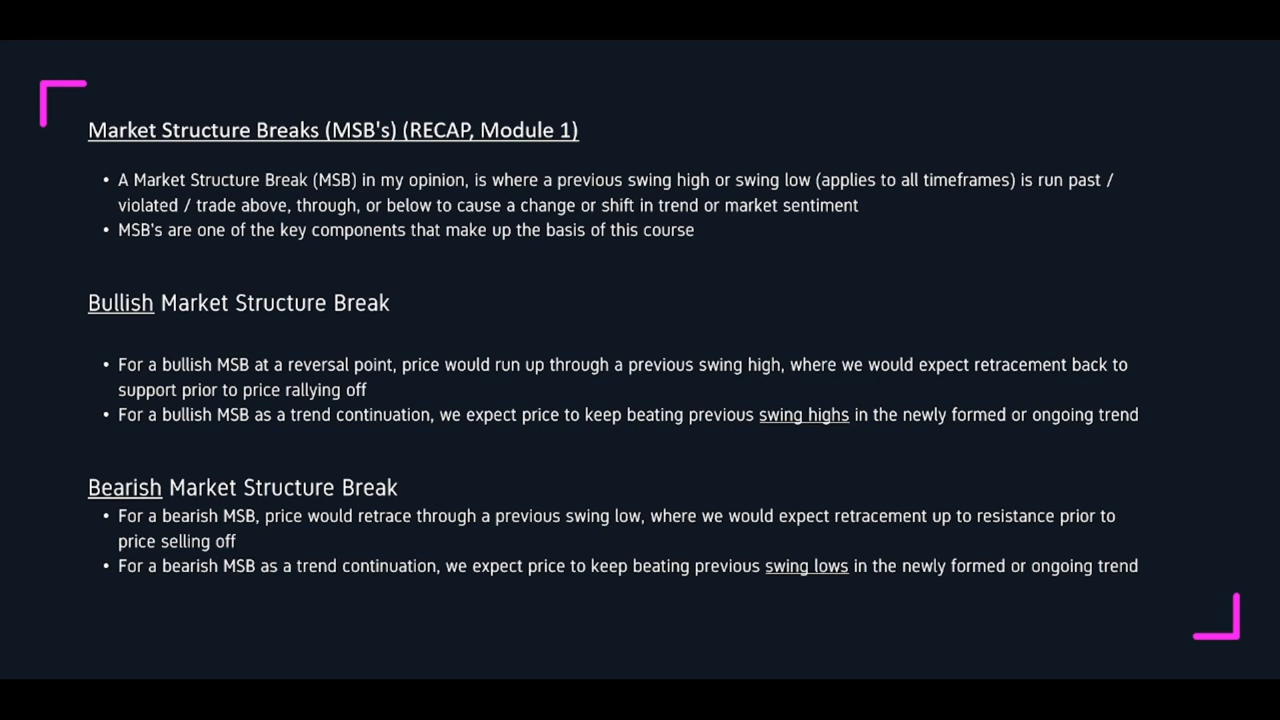 Market Structure Breaks (MSB's) (RECAP, Module 1)
• A Market Structure Break (MSB) in my opinion, is where a previous swing high or swing low (applies to all timeframes) is run past /
violated / trade above, through, or below to cause a change or shift in trend or market sentiment
• MSB's are one of the key components that make up the basis of this course
Bullish Market Structure Break
• For a bullish MSB at a reversal point, price would run up through a previous swing high, where we would expect retracement back to
support prior to price rallying off
• For a bullish MSB as a trend continuation, we expect price to keep beating previous swing highs in the newly formed or ongoing trend
Bearish Market Structure Break
• For a bearish MSB, price would retrace through a previous swing low, where we would expect retracement up to resistance prior to
price selling off
• For a bearish MSB as a trend continuation, we expect price to keep beating previous swing lows in the newly formed or ongoing trend